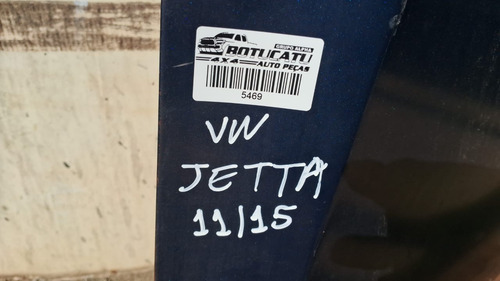 GRUPO ALPHA
BOTUCATU
4X4 AUTO PEÇAS
5469
VW
JETTA
11/15